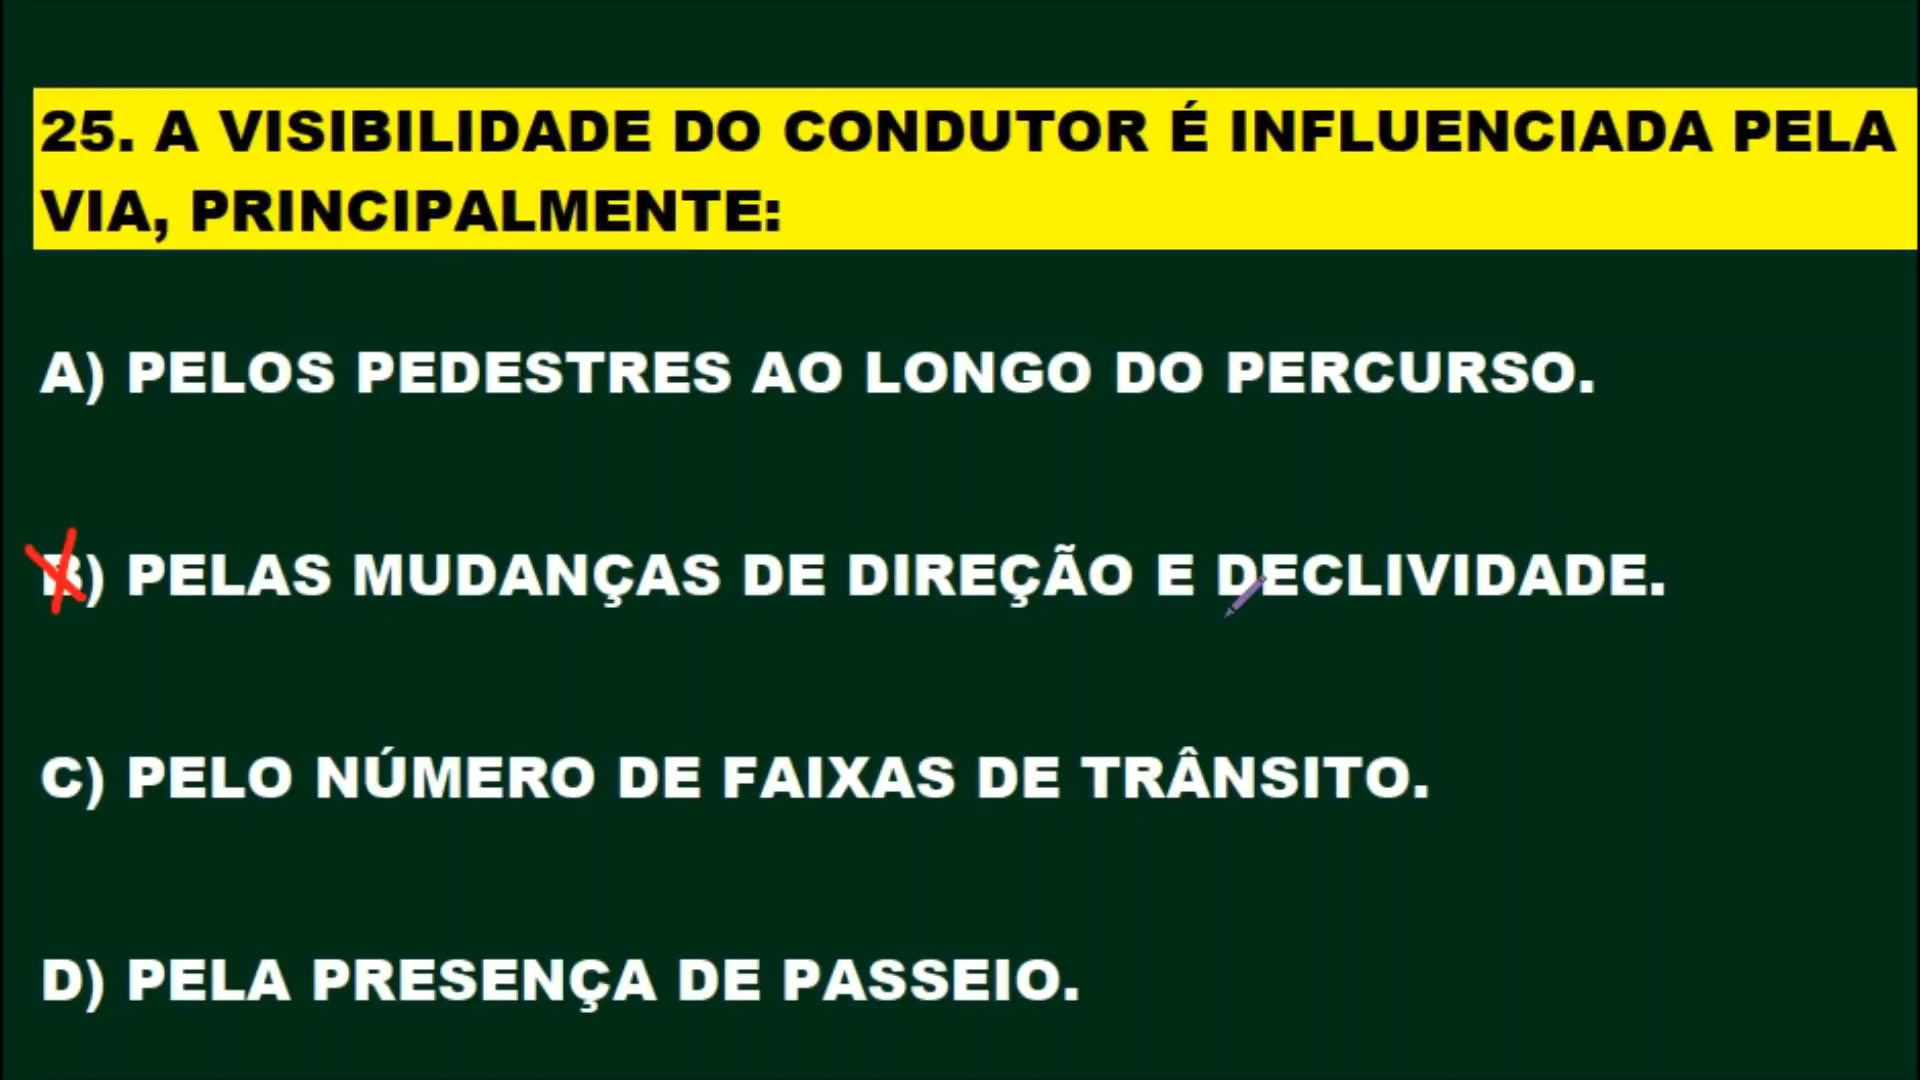 25. A VISIBILIDADE DO CONDUTOR É INFLUENCIADA PELA
VIA, PRINCIPALMENTE:
A) PELOS PEDESTRES AO LONGO DO PERCURSO.
B) PELAS MUDANÇAS DE DIREÇÃO E DECLIVIDADE.
C) PELO NÚMERO DE FAIXAS DE TRÂNSITO.
D) PELA PRESENÇA DE PASSEIO.